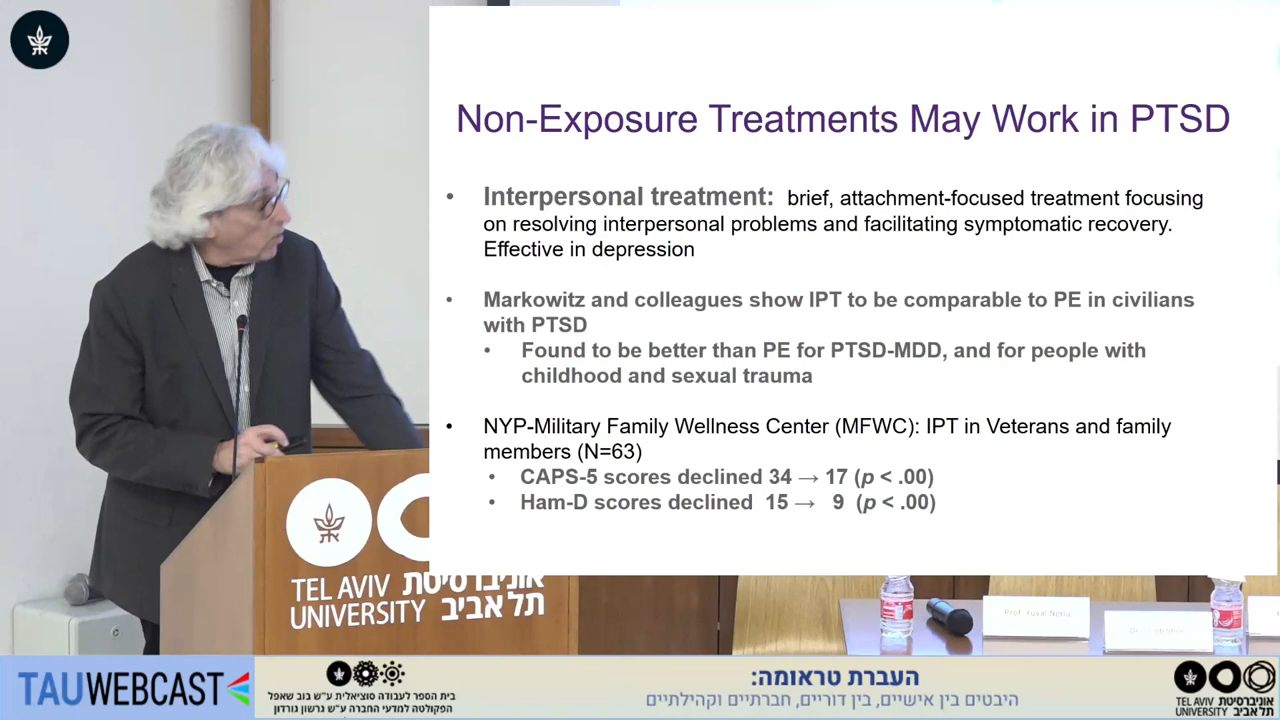 Non-Exposure Treatments May Work in PTSD
• Interpersonal treatment: brief, attachment-focused treatment focusing
on resolving interpersonal problems and facilitating symptomatic recovery.
Effective in depression
• Markowitz and colleagues show IPT to be comparable to PE in civilians
with PTSD
• Found to be better than PE for PTSD-MDD, and for people with
childhood and sexual trauma
• NYP-Military Family Wellness Center (MFWC): IPT in Veterans and family
members (N=63)
• CAPS-5 scores declined 34 → 17 (p < .00)
• Ham-D scores declined 15 → 9 (p < .00)
TEL AVIV
UNIVERSITY
אוניברסיטת
תל אביב
Prof. Yuval Neria
Dr.
TAUWEBCAST
בית הספר לעבודה סוציאלית ע"ש בוב שאפל
הפקולטה למדעי החברה ע"ש גרשון גורדון
העברת טראומה:
היבטים בין אישיים, בין דוריים, חברתיים וקהילתיים
אוניברסיטת
תל אביב
TEL AVIV
UNIVERSITY